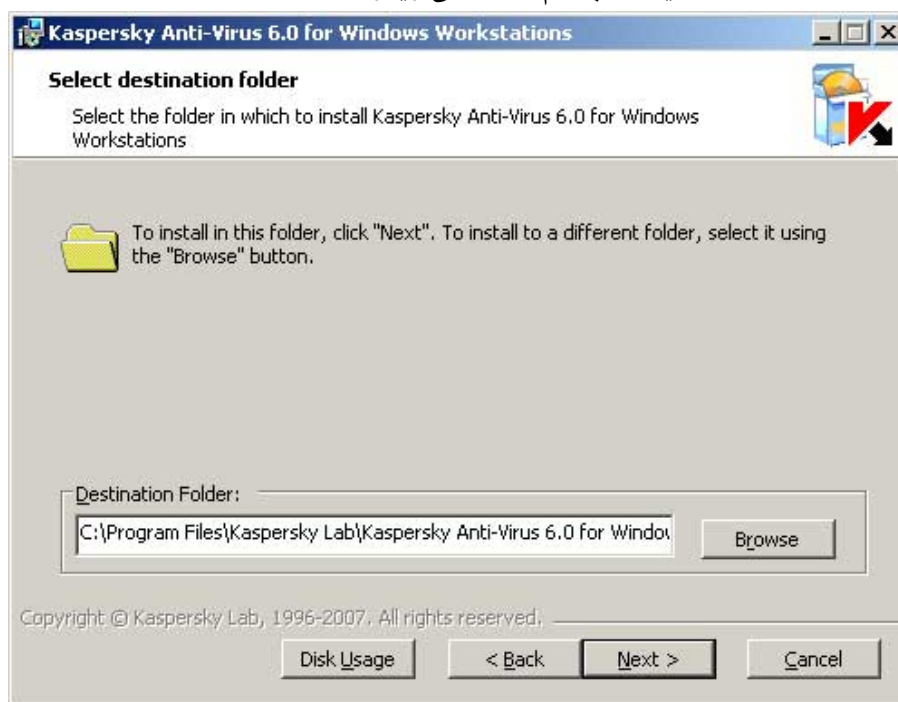 Kaspersky Anti-Virus 6.0 for Windows Workstations
Select destination folder
Select the folder in which to install Kaspersky Anti-Virus 6.0 for Windows
Workstations
To install in this folder, click "Next". To install to a different folder, select it using
the "Browse" button.
Destination Folder:
C:\Program Files\Kaspersky Lab\Kaspersky Anti-Virus 6.0 for Window
Browse
Copyright © Kaspersky Lab, 1996-2007. All rights reserved.
Disk Usage
< Back
Next >
Cancel